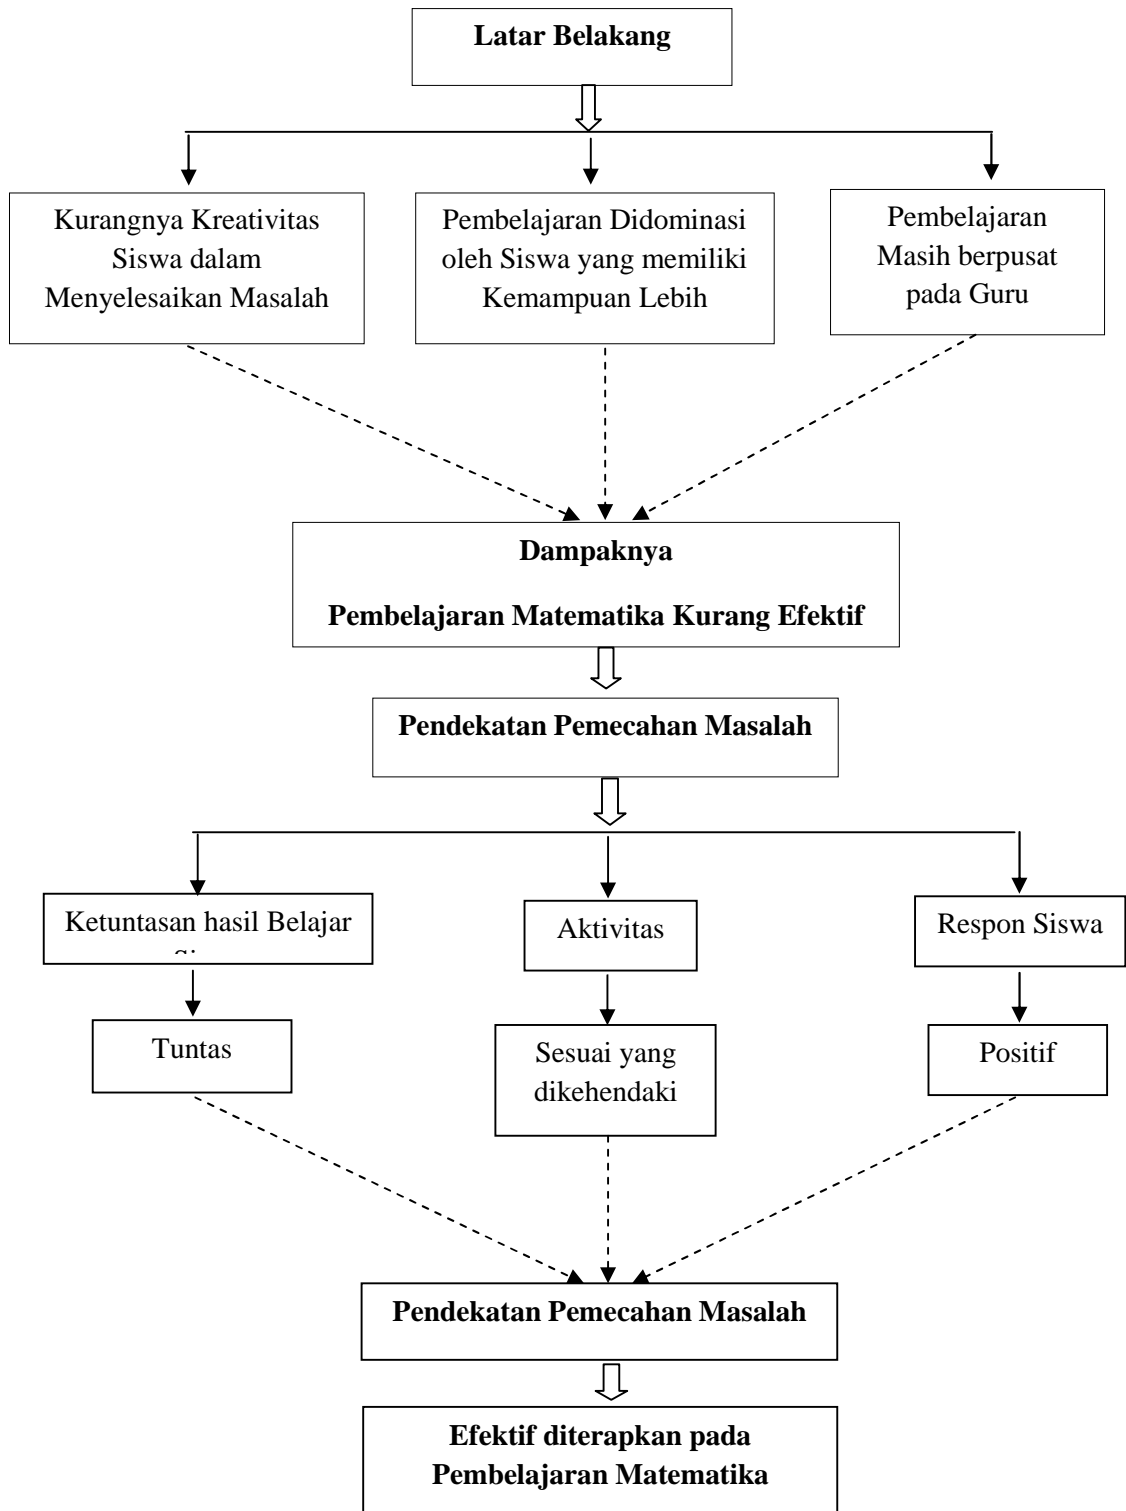 Latar Belakang
Kurangnya Kreativitas
Siswa dalam
Menyelesaikan Masalah
Pembelajaran Didominasi
oleh Siswa yang memiliki
Kemampuan Lebih
Pembelajaran
Masih berpusat
pada Guru
Dampaknya
Pembelajaran Matematika Kurang Efektif
Pendekatan Pemecahan Masalah
Ketuntasan hasil Belajar
Aktivitas
Respon Siswa
Tuntas
Sesuai yang
dikehendaki
Positif
Pendekatan Pemecahan Masalah
Efektif diterapkan pada
Pembelajaran Matematika